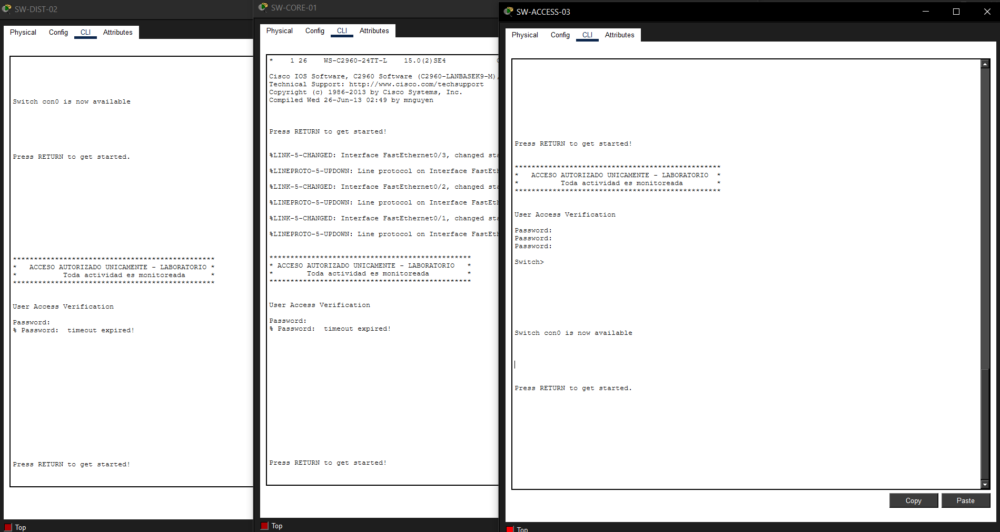 SW-DIST-02
Physical Config CLI Attributes
Switch con0 is now available
Press RETURN to get started.
************************************************
*   ACCESO AUTORIZADO UNICAMENTE - LABORATORIO *
*           Toda actividad es monitoreada      *
************************************************
User Access Verification
Password:
% Password:  timeout expired!
Press RETURN to get started!
Top
SW-CORE-01
Physical Config CLI Attributes
*    1 26    WS-C2960-24TT-L    15.0(2)SE4
Cisco IOS Software, C2960 Software (C2960-LANBASEK9-M),
Technical Support: http://www.cisco.com/techsupport
Copyright (c) 1986-2013 by Cisco Systems, Inc.
Compiled Wed 26-Jun-13 02:49 by mnguyen
Press RETURN to get started!
%LINK-5-CHANGED: Interface FastEthernet0/3, changed sta
%LINEPROTO-5-UPDOWN: Line protocol on Interface FastEth
%LINK-5-CHANGED: Interface FastEthernet0/2, changed sta
%LINEPROTO-5-UPDOWN: Line protocol on Interface FastEth
%LINK-5-CHANGED: Interface FastEthernet0/1, changed sta
%LINEPROTO-5-UPDOWN: Line protocol on Interface FastEth
************************************************
* ACCESO AUTORIZADO UNICAMENTE - LABORATORIO   *
*        Toda actividad es monitoreada         *
************************************************
User Access Verification
Password:
% Password:  timeout expired!
Press RETURN to get started!
Top
SW-ACCESS-03
Physical Config CLI Attributes
Press RETURN to get started!
*************************************************
*   ACCESO AUTORIZADO UNICAMENTE - LABORATORIO  *
*          Toda actividad es monitoreada        *
*************************************************
User Access Verification
Password:
Password:
Password:
Switch>
Switch con0 is now available
Press RETURN to get started.
Copy Paste
Top